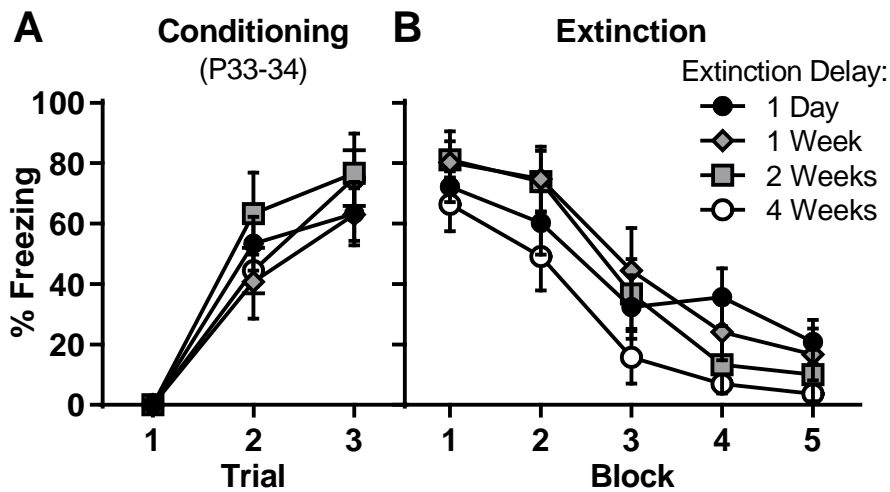 A Conditioning
(P33-34)
B Extinction
Extinction Delay:
1 Day
1 Week
2 Weeks
4 Weeks
% Freezing
100
80
60
40
20
0
1 2 3
Trial
1 2 3 4 5
Block